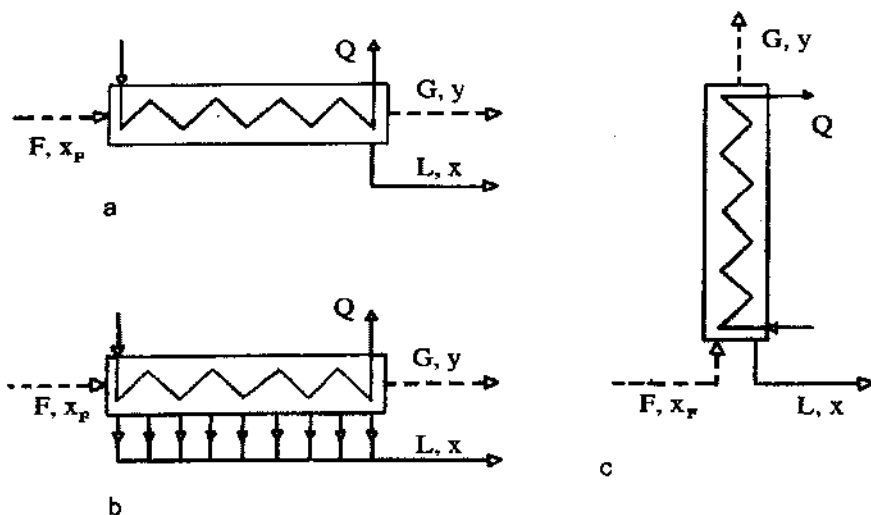 Q
G, y
F, x_F
L, x
a
Q
G, y
F, x_F
L, x
b
G, y
Q
F, x_F
L, x
c